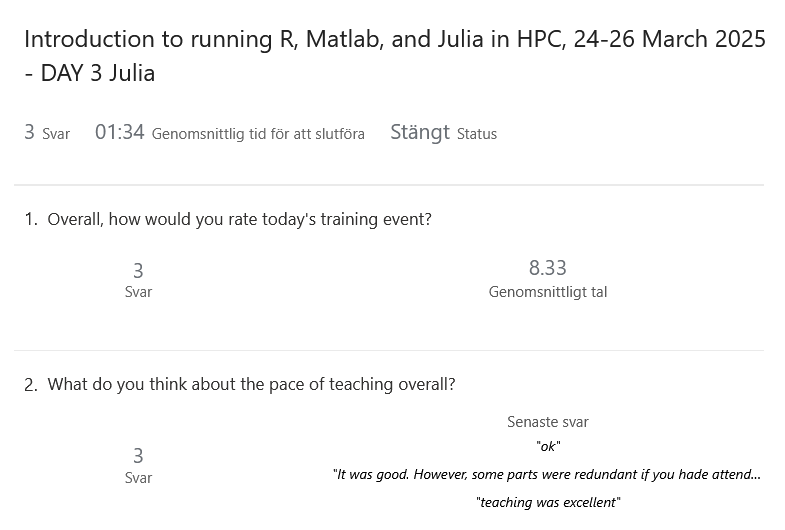 Introduction to running R, Matlab, and Julia in HPC, 24-26 March 2025
- DAY 3 Julia
3 Svar 01:34 Genomsnittlig tid för att slutföra Stängt Status
1. Overall, how would you rate today's training event?
3
Svar
8.33
Genomsnittligt tal
2. What do you think about the pace of teaching overall?
3
Svar
Senaste svar
"ok"
"It was good. However, some parts were redundant if you hade attend...
"teaching was excellent"